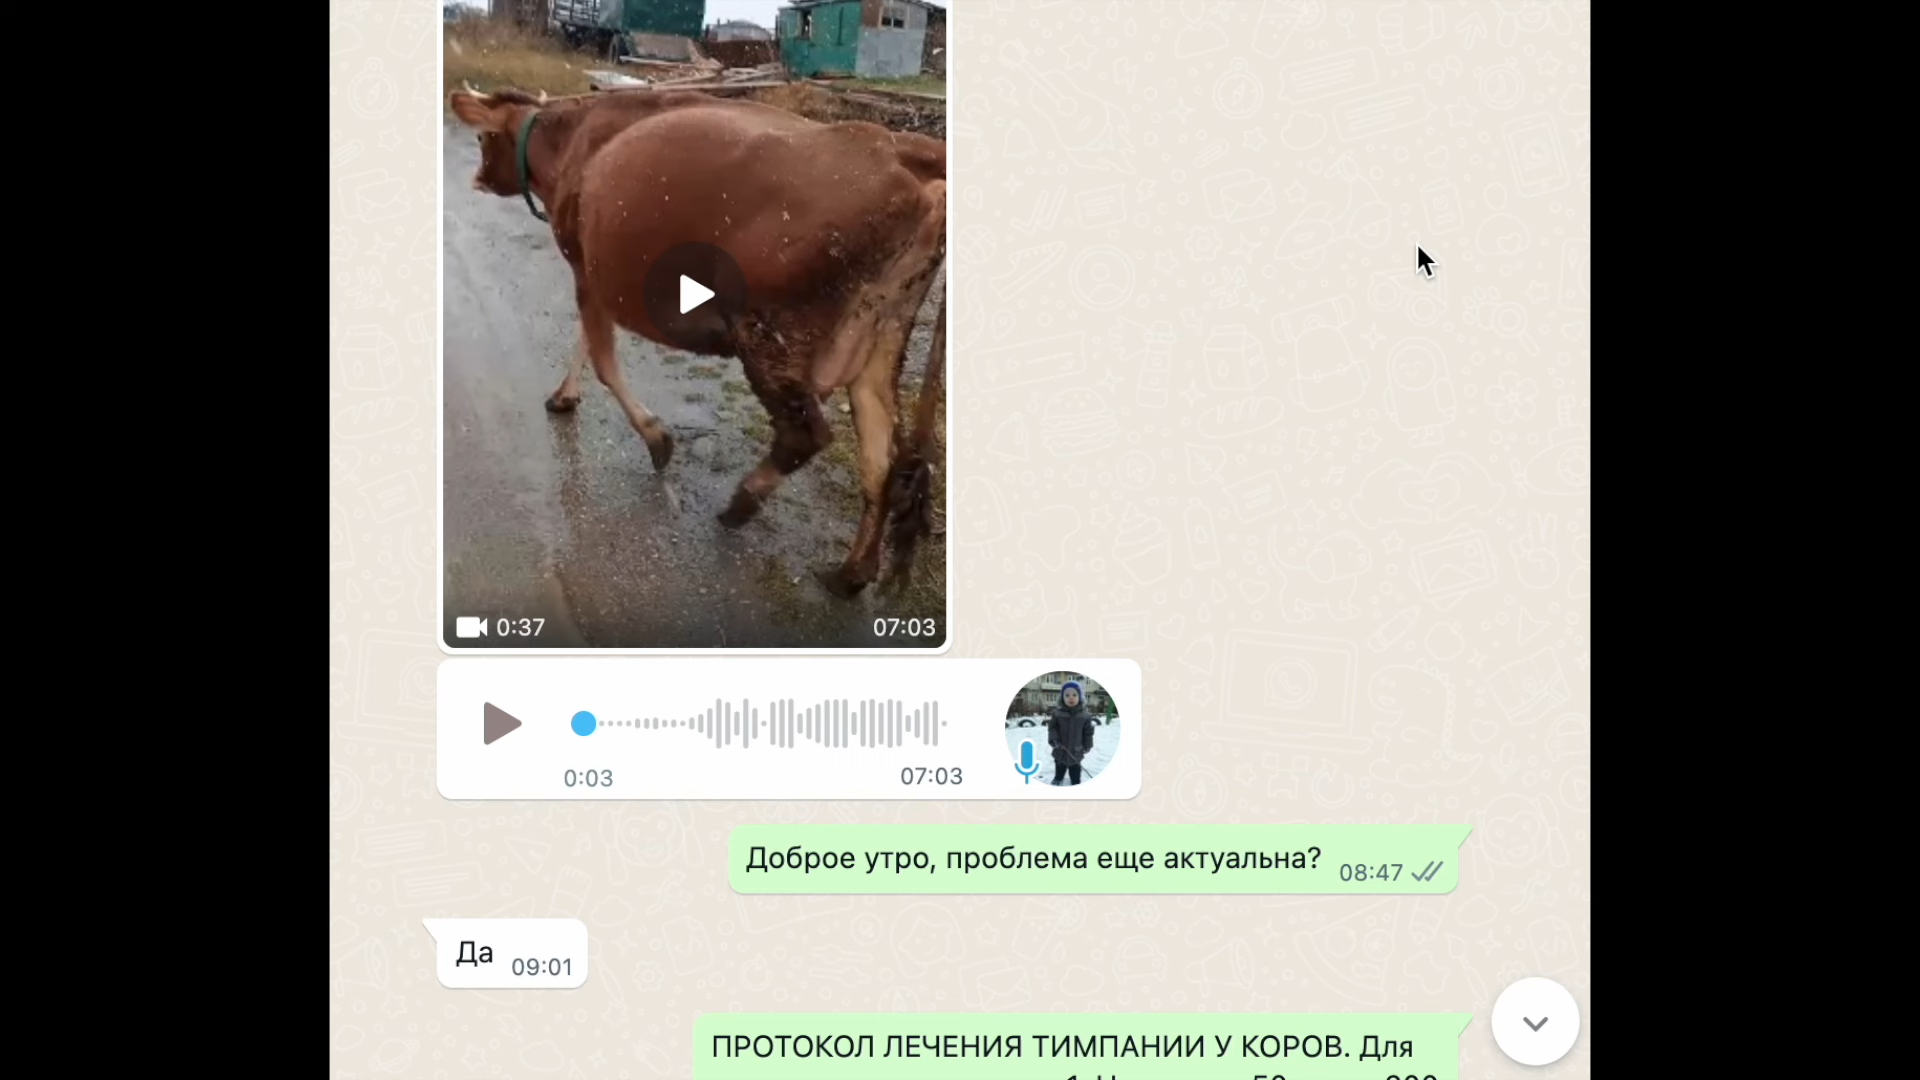 0:37 07:03
0:03 07:03
Доброе утро, проблема еще актуальна? 08:47
Да 09:01
ПРОТОКОЛ ЛЕЧЕНИЯ ТИМПАНИИ У КОРОВ. Для